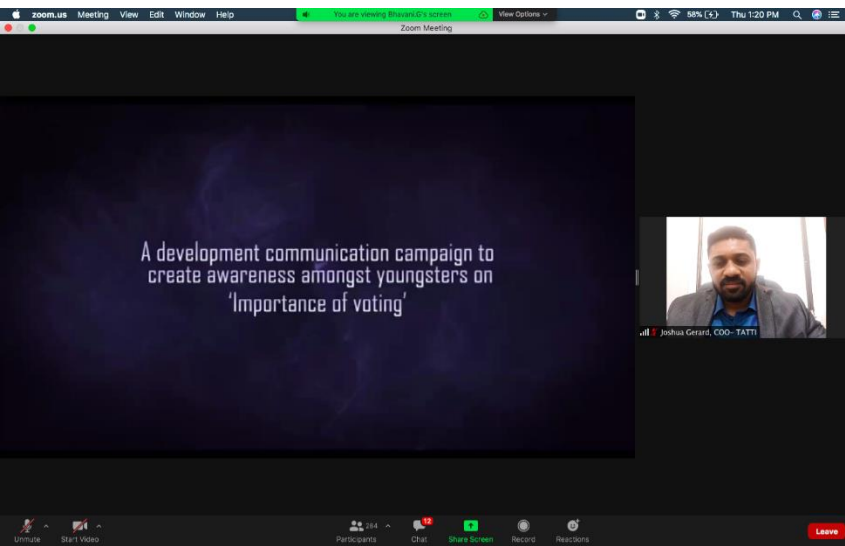 zoom.us Meeting View Edit Window Help
You are viewing Bhavani.G's screen
View Options
58%
Thu 1:20 PM
Zoom Meeting
A development communication campaign to
create awareness amongst youngsters on
'Importance of voting'
Joshua Gerard, COO- TATTI
Unmute
Start Video
284
Participants
12
Chat
Share Screen
Record
Reactions
Leave